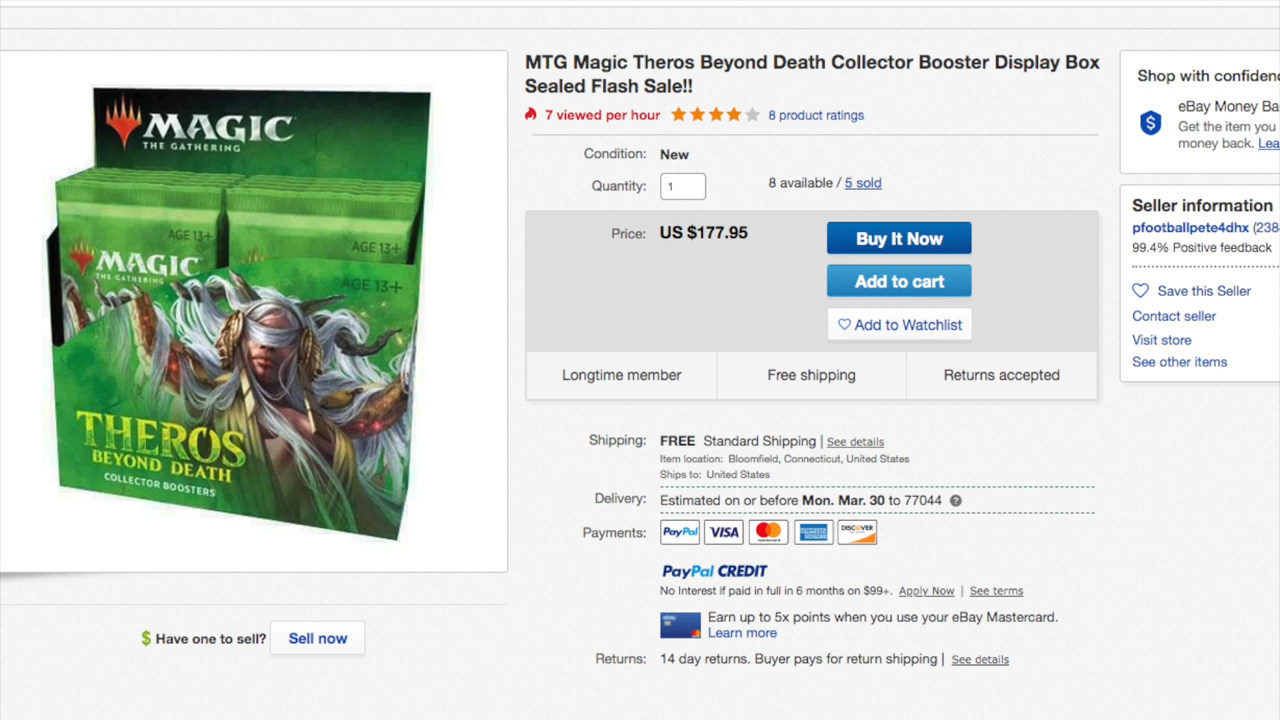 MAGIC
THE GATHERING
AGE 13+
AGE 13+
MAGIC
THE GATHERING
AGE 13+
THEROS
BEYOND DEATH
COLLECTOR BOOSTERS
$ Have one to sell? Sell now
MTG Magic Theros Beyond Death Collector Booster Display Box
Sealed Flash Sale!!
7 viewed per hour 8 product ratings
Condition: New
Quantity: 1 8 available / 5 sold
Price: US $177.95 Buy It Now
Add to cart
Add to Watchlist
Longtime member Free shipping Returns accepted
Shipping: FREE Standard Shipping | See details
Item location: Bloomfield, Connecticut, United States
Ships to: United States
Delivery: Estimated on or before Mon. Mar. 30 to 77044 ?
Payments: PayPal VISA DISCOVER
PayPal CREDIT
No Interest if paid in full in 6 months on $99+. Apply Now | See terms
Earn up to 5x points when you use your eBay Mastercard.
Learn more
Returns: 14 day returns. Buyer pays for return shipping | See details
Shop with confiden
$ eBay Money Ba
Get the item you
money back. Lea
Seller information
pfootballpete4dhx (238
99.4% Positive feedback
Save this Seller
Contact seller
Visit store
See other items